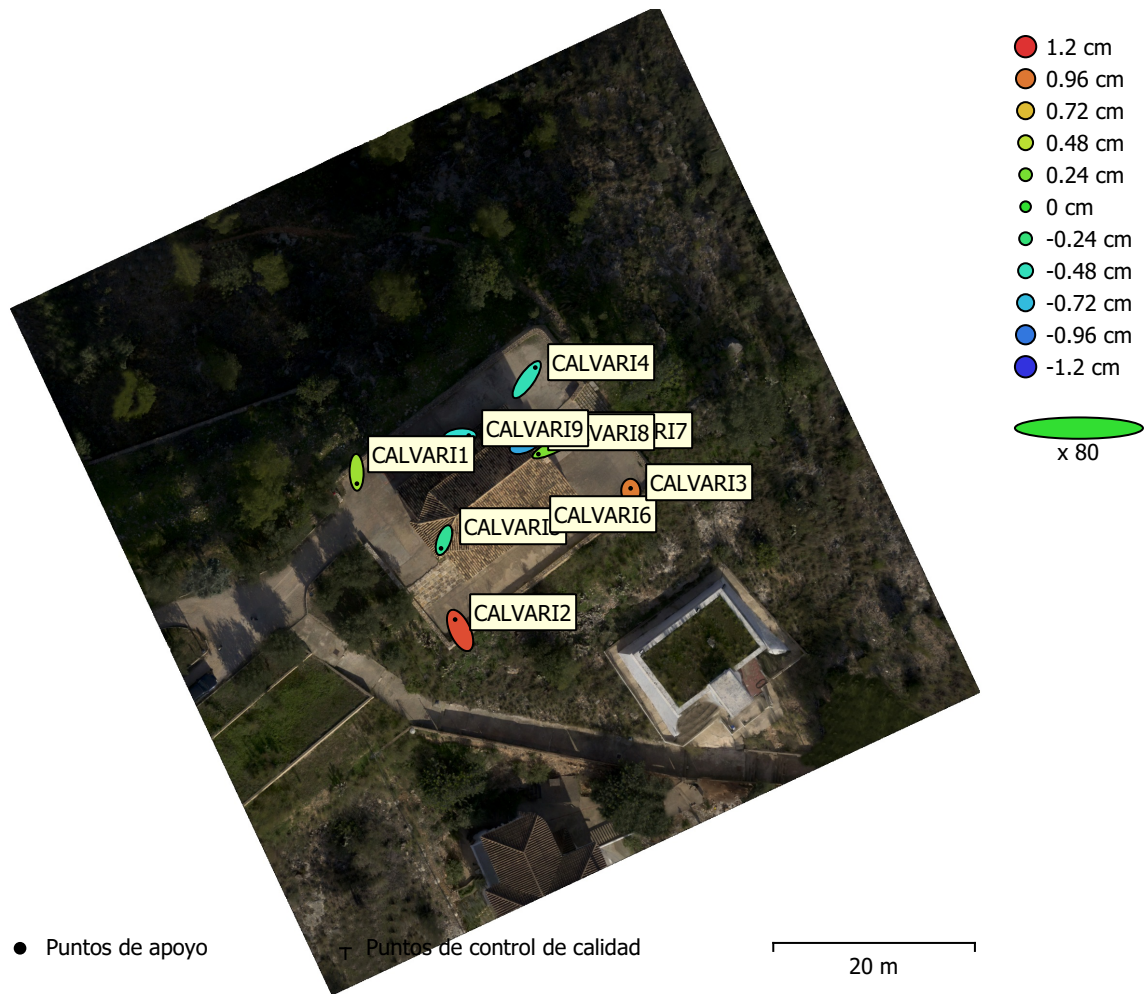 1.2 cm
0.96 cm
0.72 cm
0.48 cm
0.24 cm
0 cm
-0.24 cm
-0.48 cm
-0.72 cm
-0.96 cm
-1.2 cm
x 80
CALVARI4
CALVARI9
VARI8
RI7
CALVARI1
CALVARI3
CALVARI6
CALVARI
CALVARI2
Puntos de apoyo
Puntos de control de calidad
20 m